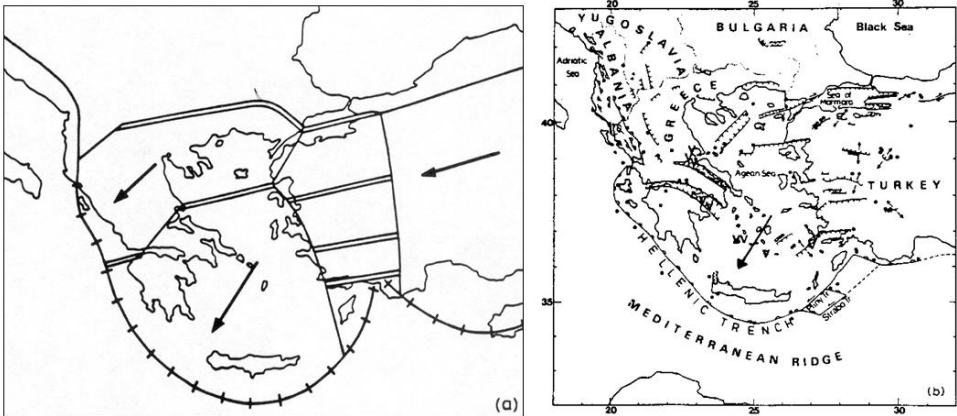 (a)
20
25
30
b)
YUGOSLAVIA
BULGARIA
Black Sea
ALBANIA
Adriatic
Sea
GREECE
Sea of
Marmara
40
Agean Sea
TURKEY
HELLENIC TRENCH
35
Strabo Tr
MEDITERRANEAN RIDGE
20
25
30